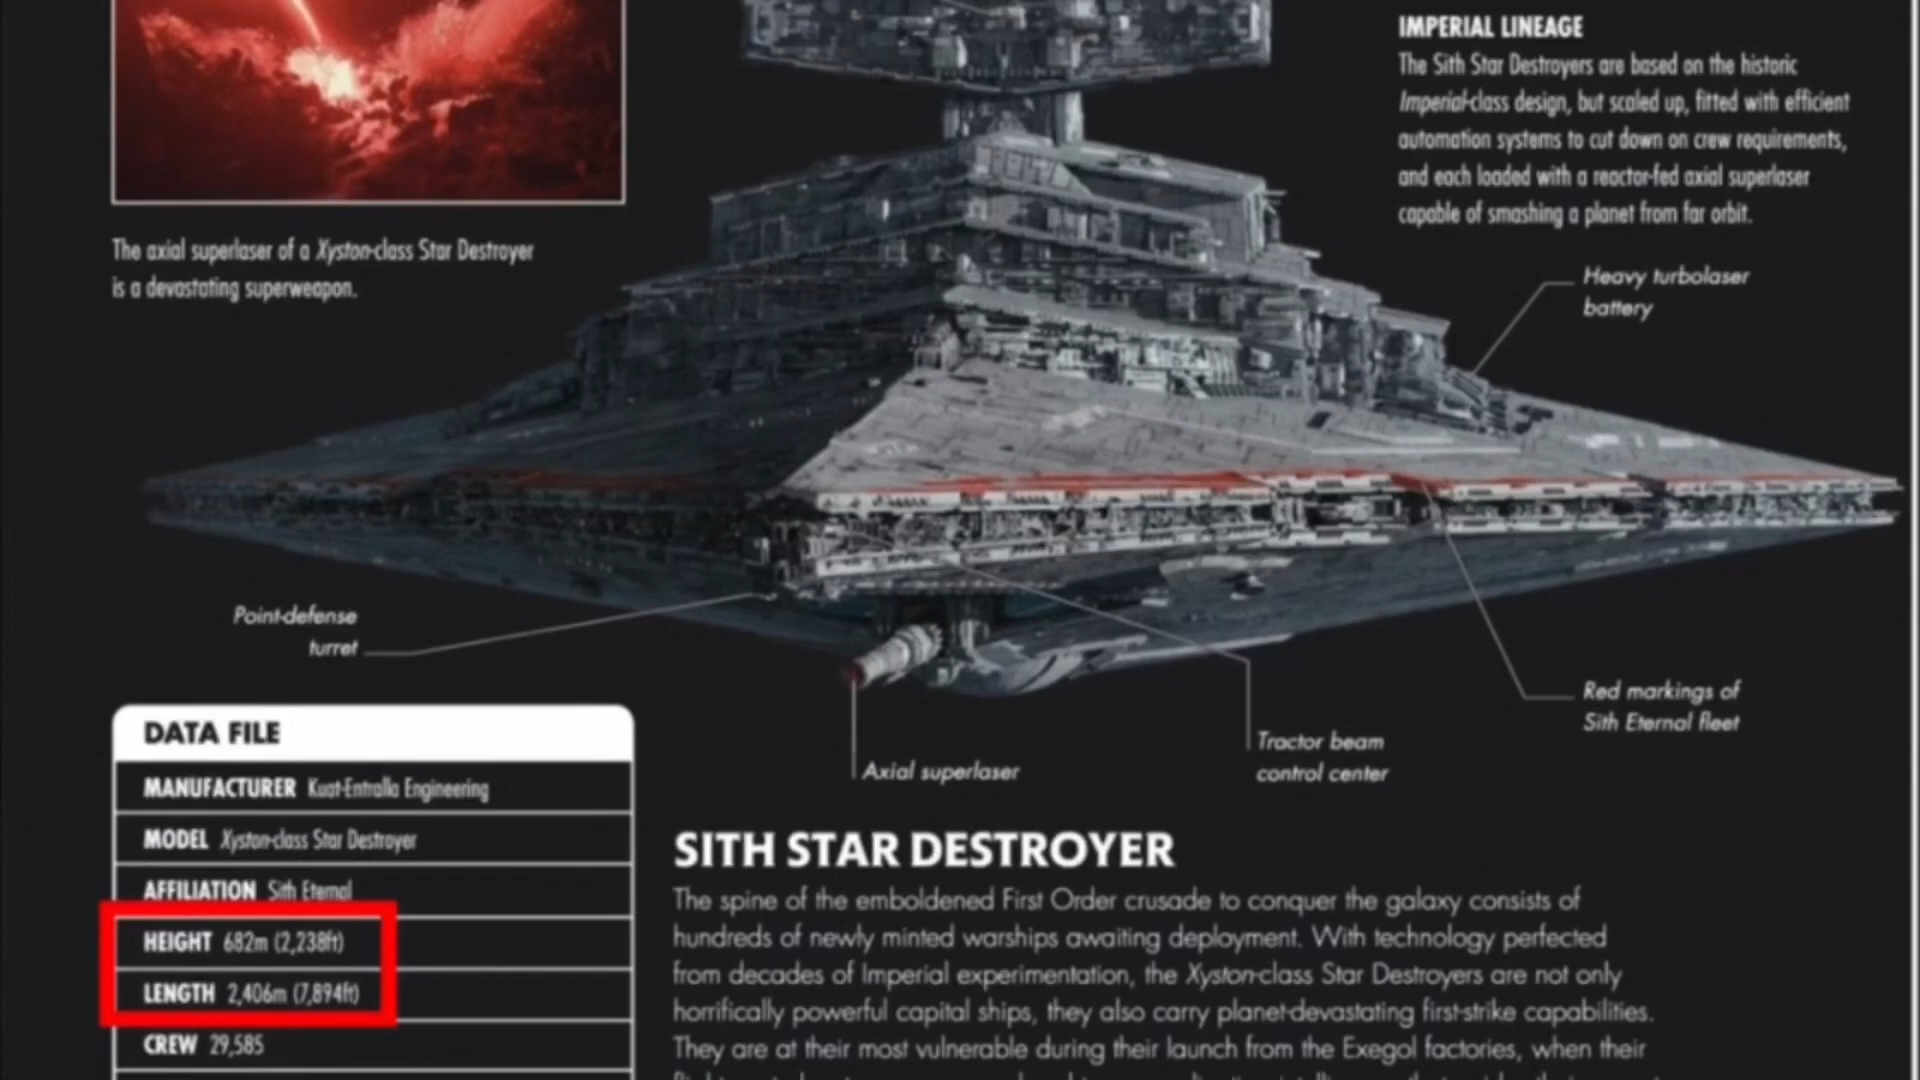 IMPERIAL LINEAGE
The Sith Star Destroyers are based on the historic
Imperial-class design, but scaled up, fitted with efficient
automation systems to cut down on crew requirements,
and each loaded with a reactor-fed axial superlaser
capable of smashing a planet from far orbit.
The axial superlaser of a Xyston-class Star Destroyer
is a devastating superweapon.
Heavy turbolaser
battery
Point-defense
turret
Red markings of
Sith Eternal fleet
Tractor beam
control center
Axial superlaser
DATA FILE
MANUFACTURER Kuat-Entralla Engineering
MODEL Xyston-class Star Destroyer
AFFILIATION Sith Eternal
HEIGHT 682m (2,238ft)
LENGTH 2,406m (7,894ft)
CREW 29,585
SITH STAR DESTROYER
The spine of the emboldened First Order crusade to conquer the galaxy consists of
hundreds of newly minted warships awaiting deployment. With technology perfected
from decades of Imperial experimentation, the Xyston-class Star Destroyers are not only
horrifically powerful capital ships, they also carry planet-devastating first-strike capabilities.
They are at their most vulnerable during their launch from the Exegol factories, when their